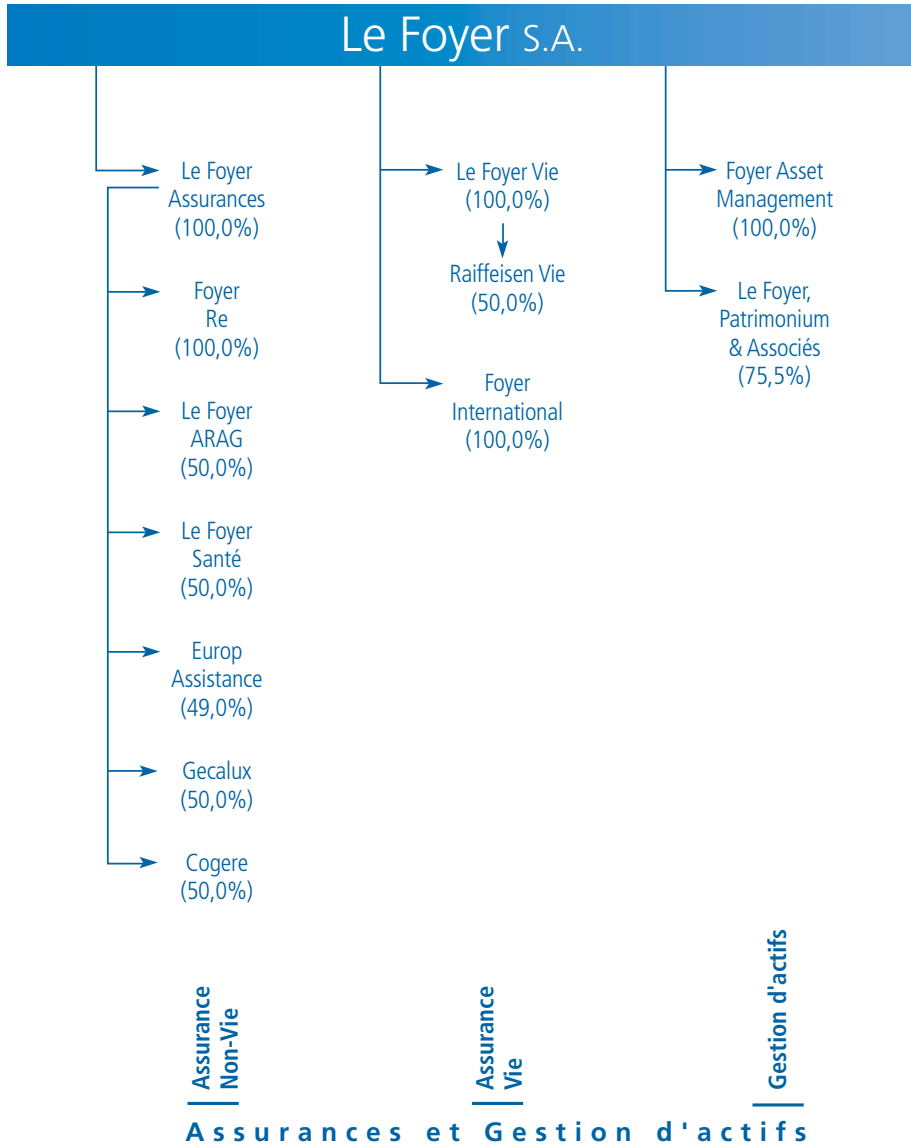 Le Foyer S.A.
Le Foyer
Assurances
(100,0%)
Foyer
Re
(100,0%)
Le Foyer
ARAG
(50,0%)
Le Foyer
Santé
(50,0%)
Europ
Assistance
(49,0%)
Gecalux
(50,0%)
Cogere
(50,0%)
Le Foyer Vie
(100,0%)
Raiffeisen Vie
(50,0%)
Foyer
International
(100,0%)
Foyer Asset
Management
(100,0%)
Le Foyer,
Patrimonium
& Associés
(75,5%)
Assurance
Non-Vie
Assurance
Vie
Gestion d'actifs
Assurances et Gestion d'actifs